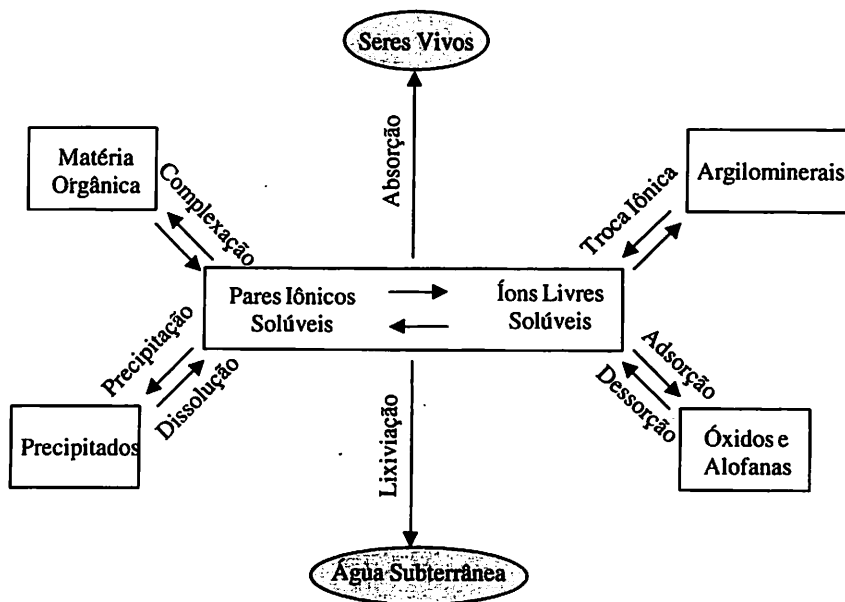 Seres Vivos
Absorção
Matéria
Orgânica
Complexação
Troca Iônica
Argilominerais
Pares Iônicos
Solúveis
Íons Livres
Solúveis
Precipitação
Dissolução
Precipitados
Lixiviação
Adsorção
Dessorção
Óxidos e
Alofanas
Água Subterrânea